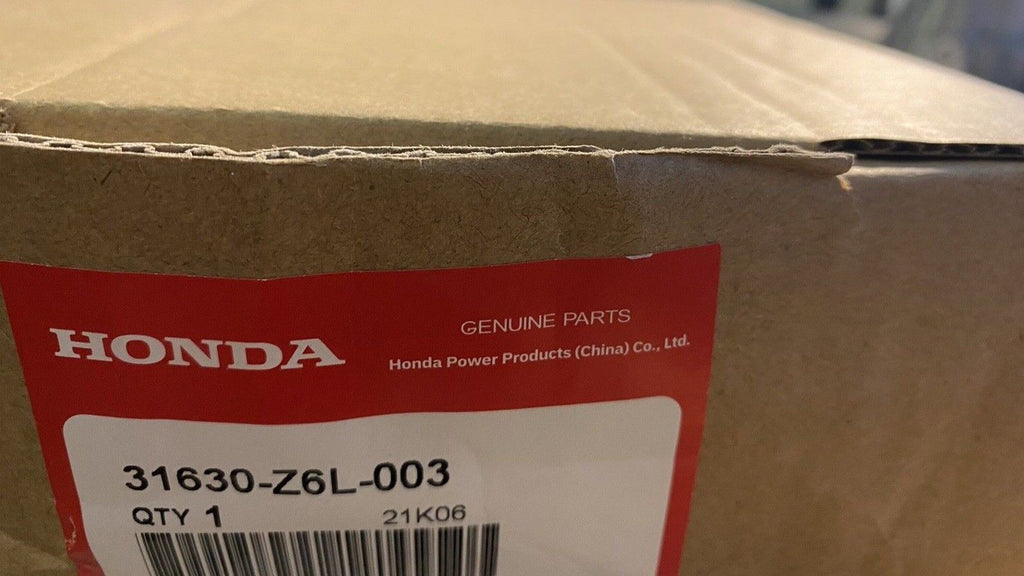 HONDA
GENUINE PARTS
Honda Power Products (China) Co., Ltd.
31630-Z6L-003
QTY 1 21K06